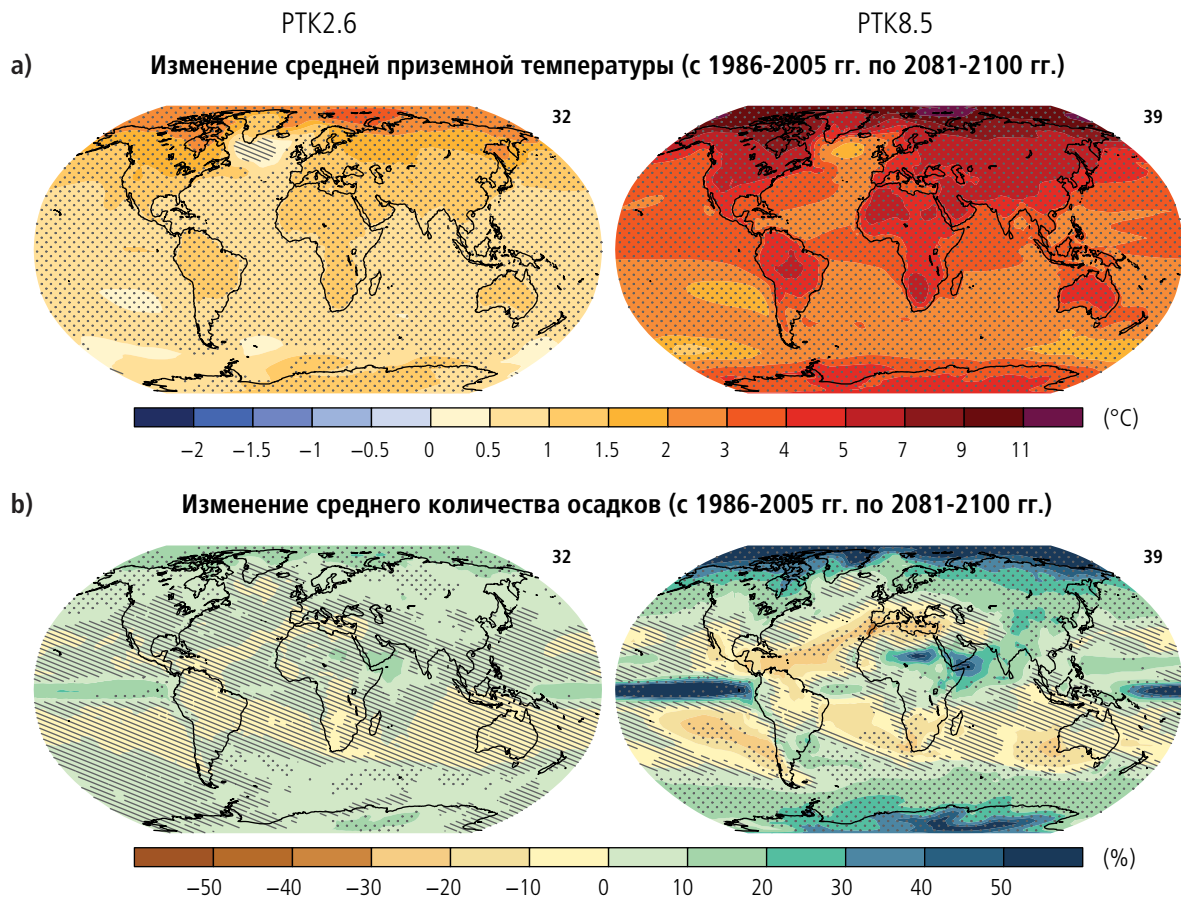 РТК2.6 РТК8.5
a) Изменение средней приземной температуры (с 1986-2005 гг. по 2081-2100 гг.)
32 39
−2 −1.5 −1 −0.5 0 0.5 1 1.5 2 3 4 5 7 9 11 (°C)
b) Изменение среднего количества осадков (с 1986-2005 гг. по 2081-2100 гг.)
32 39
−50 −40 −30 −20 −10 0 10 20 30 40 50 (%)